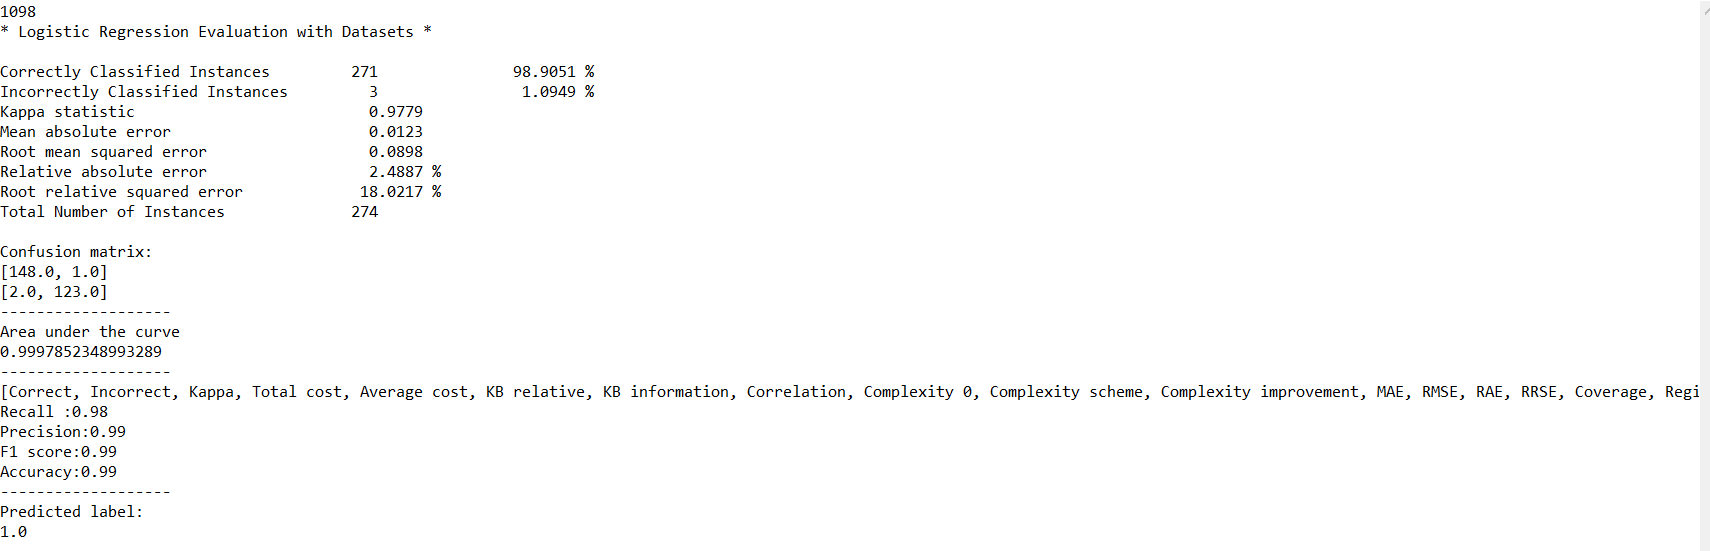 1098
* Logistic Regression Evaluation with Datasets *
Correctly Classified Instances 271 98.9051 %
Incorrectly Classified Instances 3 1.0949 %
Kappa statistic 0.9779
Mean absolute error 0.0123
Root mean squared error 0.0898
Relative absolute error 2.4887 %
Root relative squared error 18.0217 %
Total Number of Instances 274
Confusion matrix:
[148.0, 1.0]
[2.0, 123.0]
-------------------
Area under the curve
0.9997852348993289
-------------------
[Correct, Incorrect, Kappa, Total cost, Average cost, KB relative, KB information, Correlation, Complexity 0, Complexity scheme, Complexity improvement, MAE, RMSE, RAE, RRSE, Coverage, Regi
Recall :0.98
Precision:0.99
F1 score:0.99
Accuracy:0.99
-------------------
Predicted label:
1.0